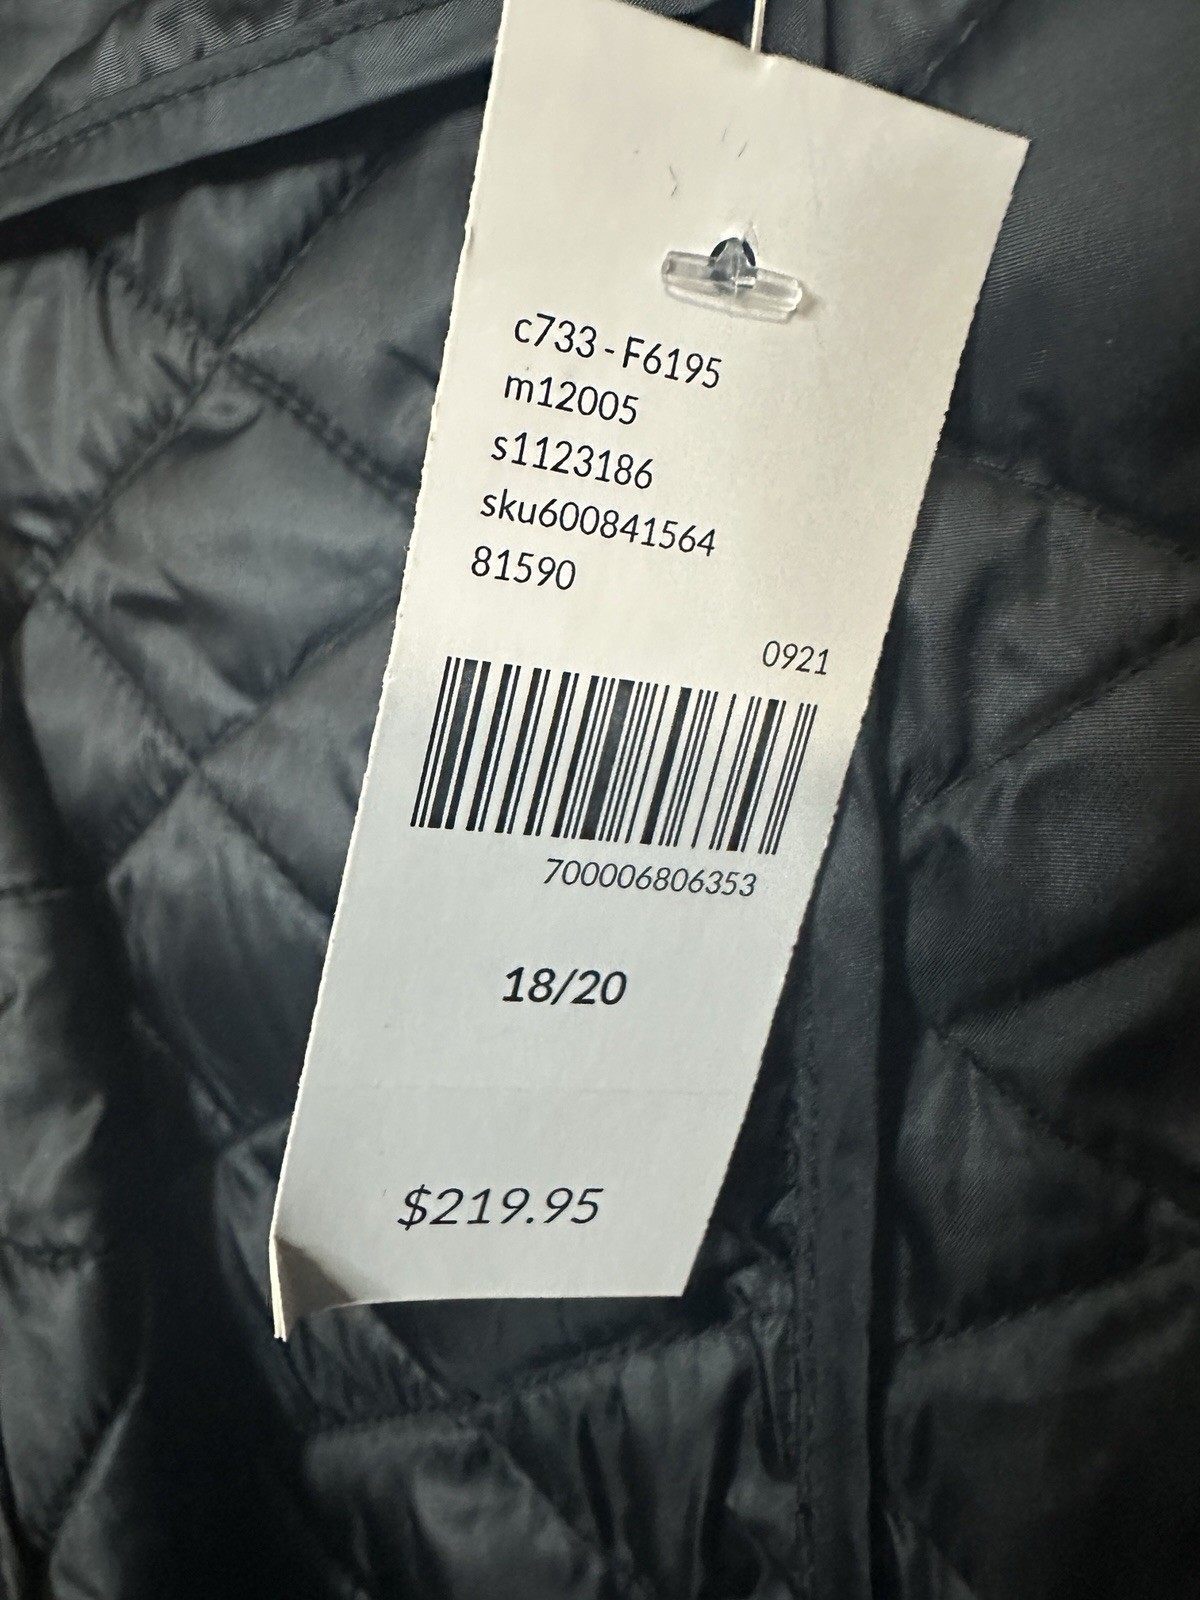 c733 - F6195
m12005
s1123186
sku600841564
81590
0921
700006806353
18/20
$219.95